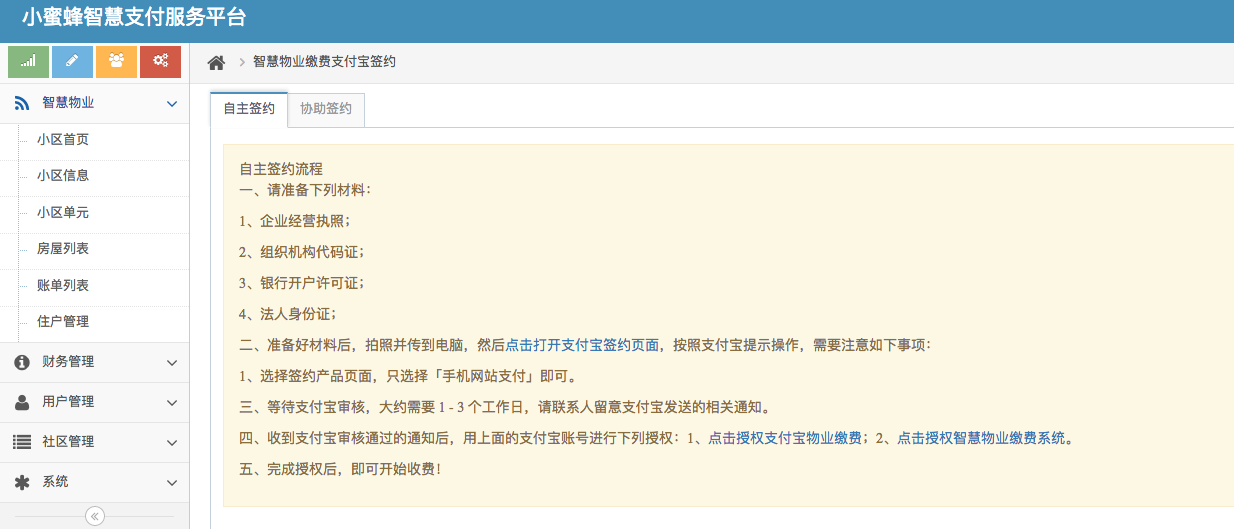 小蜜蜂智慧支付服务平台
智慧物业缴费支付宝签约
智慧物业
小区首页
小区信息
小区单元
房屋列表
账单列表
住户管理
财务管理
用户管理
社区管理
系统
自主签约
协助签约
自主签约流程
一、请准备下列材料：
1、企业经营执照；
2、组织机构代码证；
3、银行开户许可证；
4、法人身份证；
二、准备好材料后，拍照并传到电脑，然后点击打开支付宝签约页面，按照支付宝提示操作，需要注意如下事项：
1、选择签约产品页面，只选择「手机网站支付」即可。
三、等待支付宝审核，大约需要 1 - 3 个工作日，请联系人留意支付宝发送的相关通知。
四、收到支付宝审核通过的通知后，用上面的支付宝账号进行下列授权：1、点击授权支付宝物业缴费；2、点击授权智慧物业缴费系统。
五、完成授权后，即可开始收费！